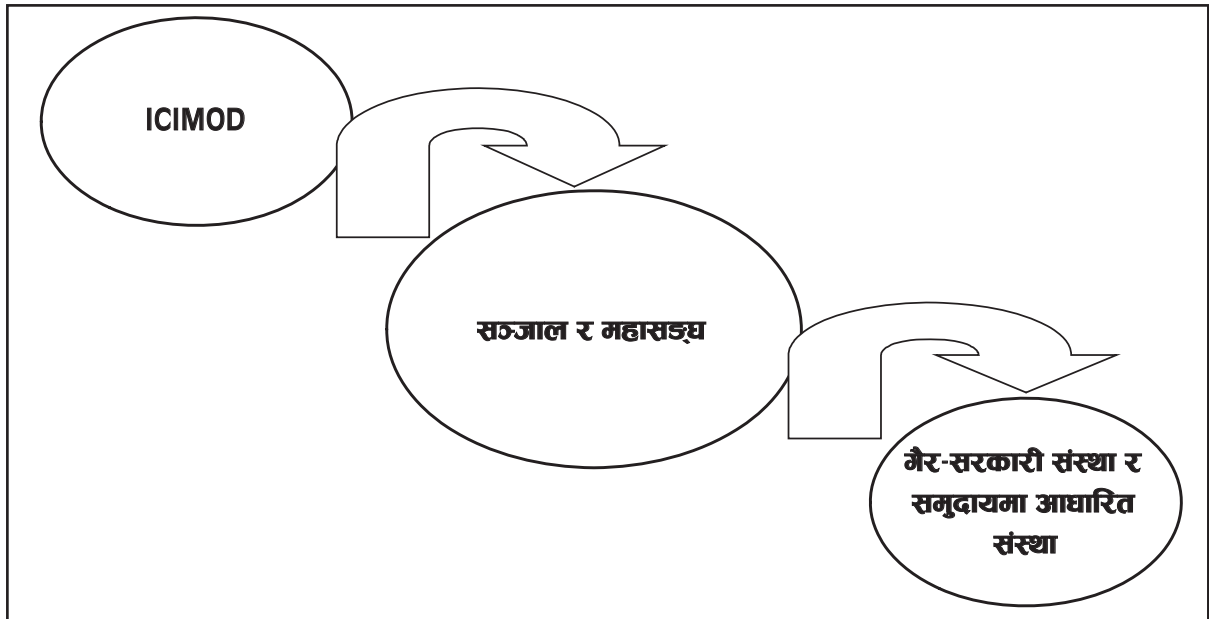 ICIMOD
सञ्जाल र महासङ्घ
गैर-सरकारी संस्था र
समुदायमा आधारित
संस्था